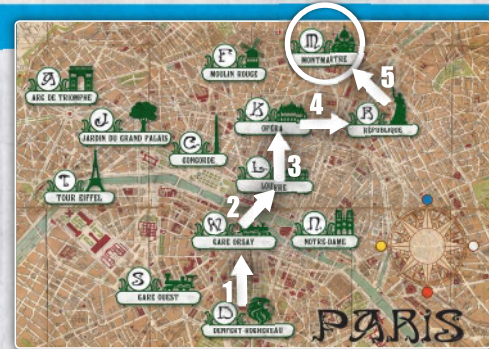 M
MONTMARTRE
F
MOULIN ROUGE
A
ARC DE TRIOMPHE
5
K
OPÉRA
4
R
RÉPUBLIQUE
J
JARDIN DU GRAND PALAIS
C
CONCORDE
3
L
LOUVRE
T
TOUR EIFFEL
2
W
GARE ORSAY
N
NOTRE-DAME
S
GARE OUEST
1
D
DENFERT-ROCHEREAU
PARIS